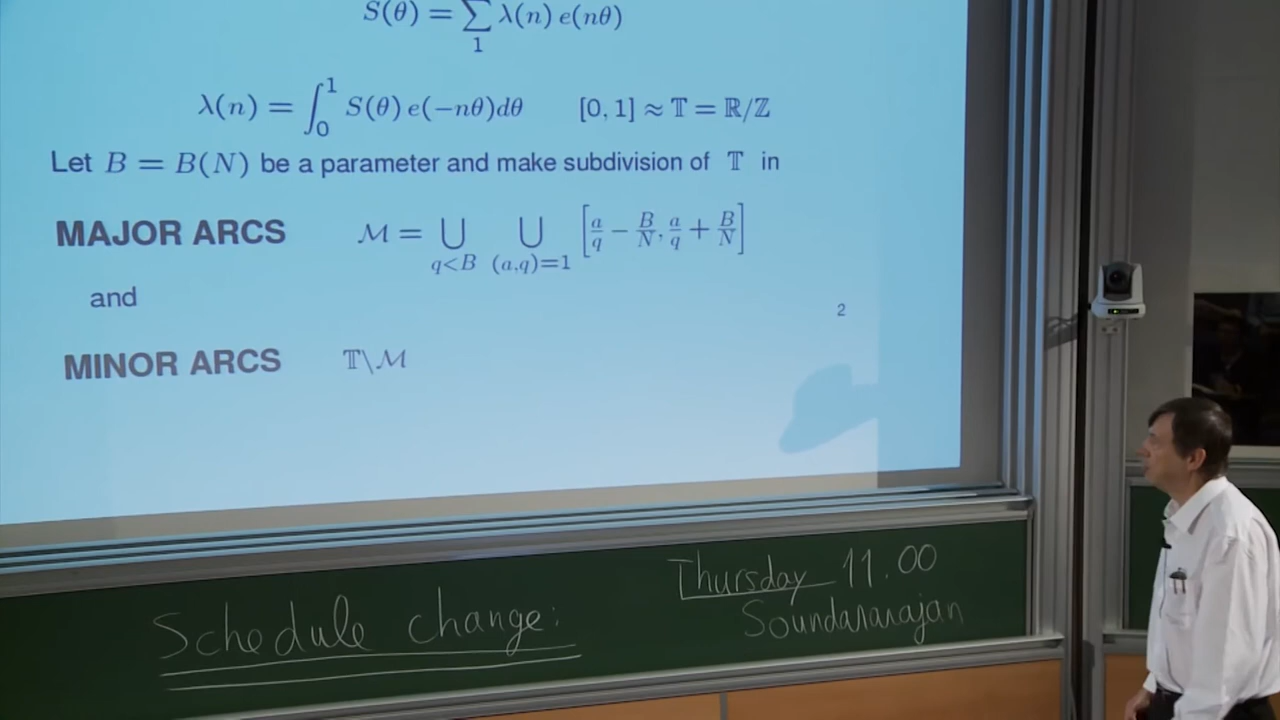 S(θ) = ∑ λ(n) e(nθ)
1
λ(n) = ∫₀¹ S(θ) e(−nθ)dθ [0, 1] ≈ 𝕋 = ℝ/ℤ
Let B = B(N) be a parameter and make subdivision of 𝕋 in
MAJOR ARCS ℳ = ⋃ ⋃ [a/q − B/N, a/q + B/N]
q<B (a,q)=1
and
2
MINOR ARCS 𝕋\ℳ
Schedule change:
Thursday 11.00
Soundararajan